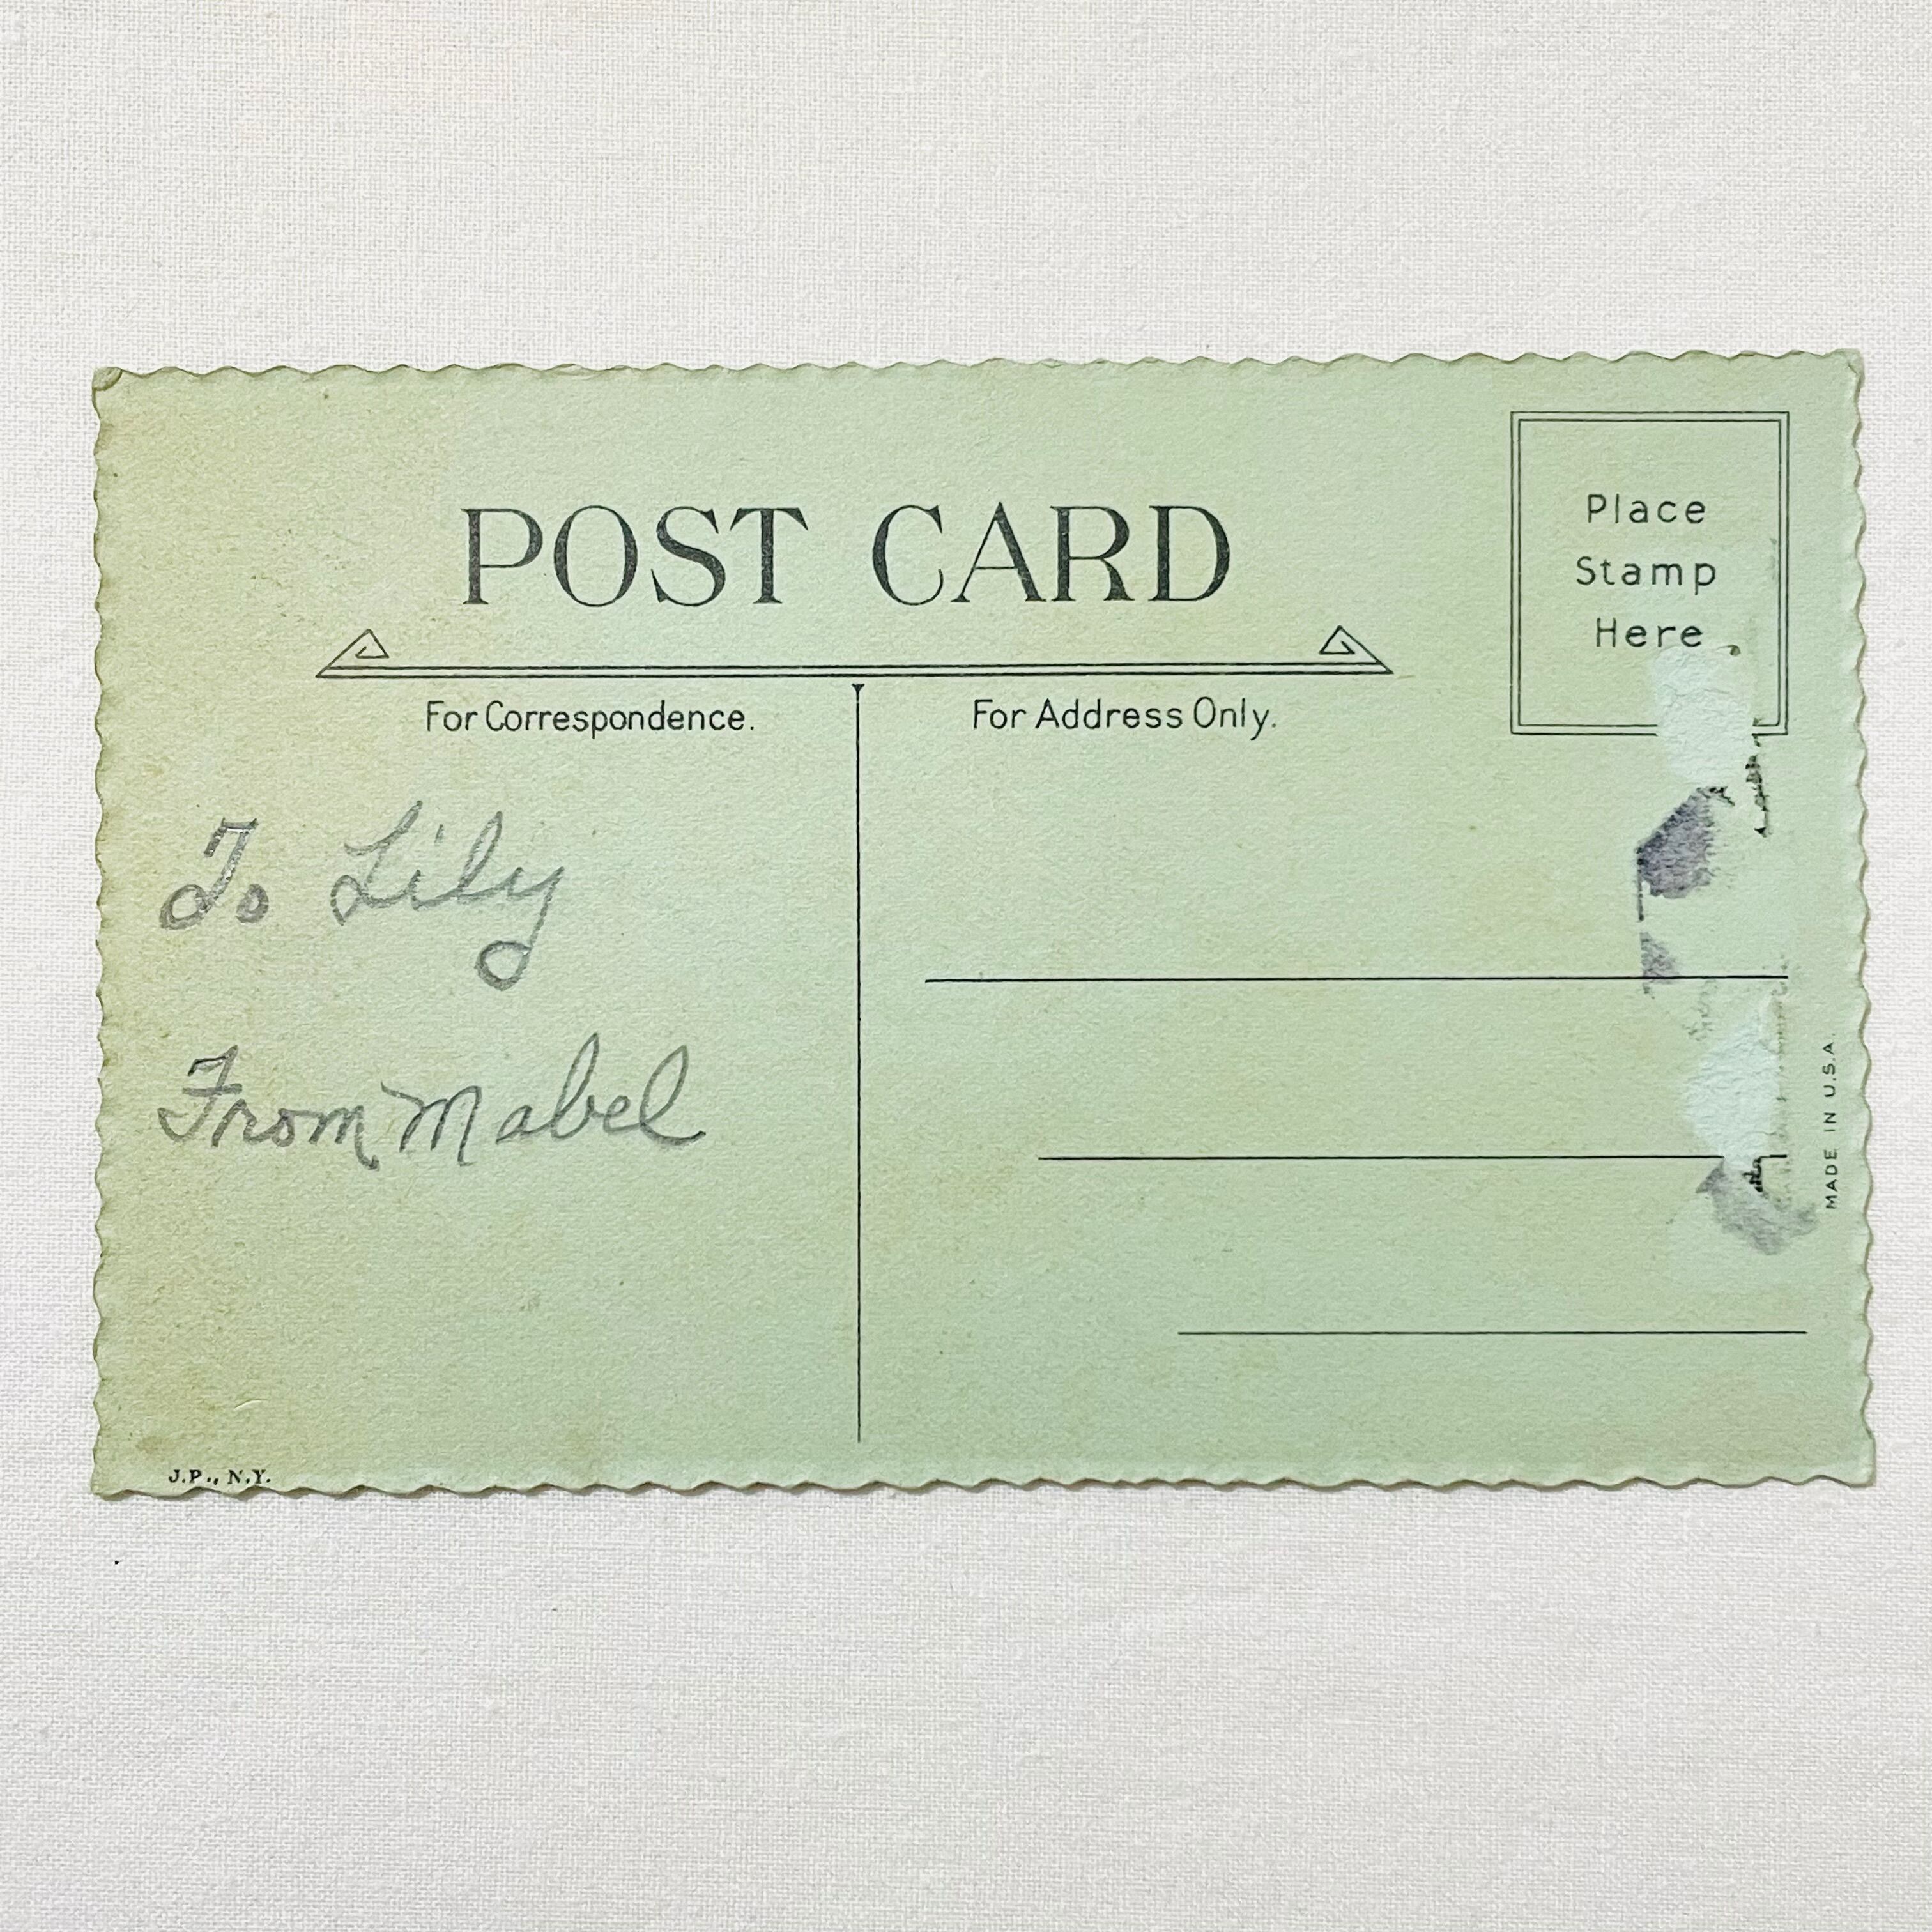 POST CARD
Place
Stamp
Here
For Correspondence.
For Address Only.
To Lily
From Mabel
MADE IN U.S.A.
J.P., N.Y.